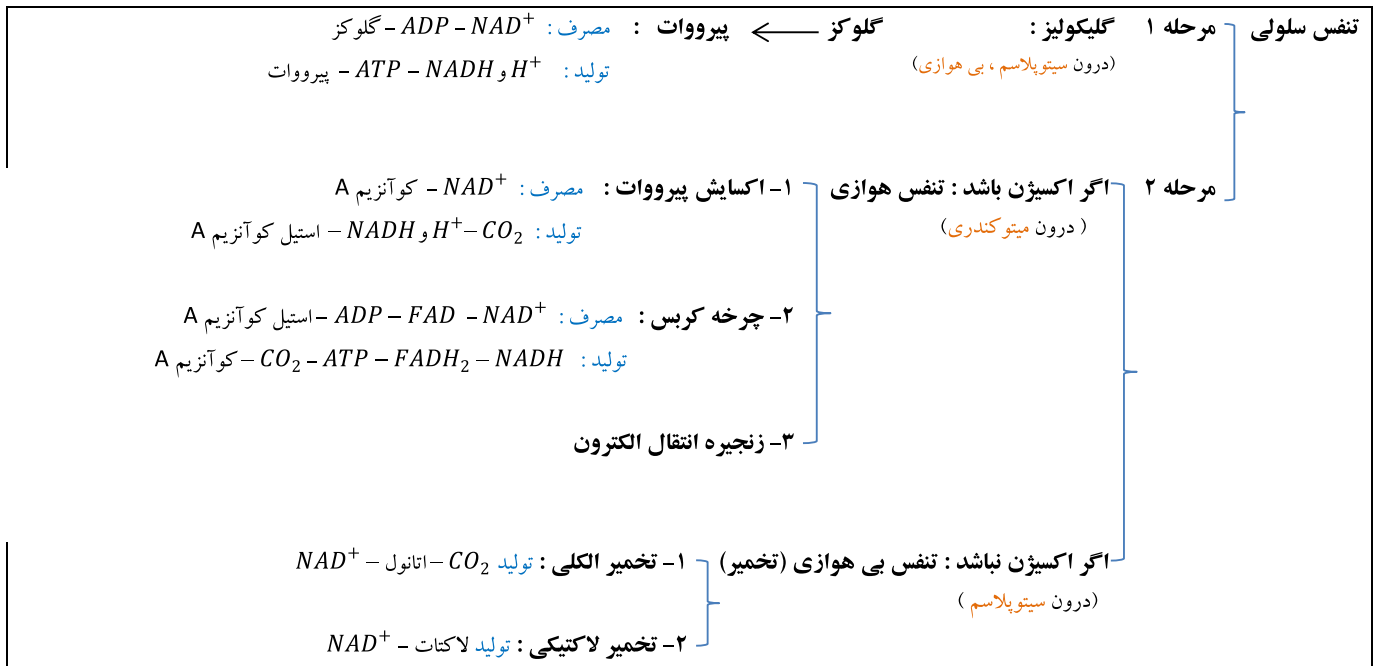 تنفس سلولی مرحله ۱ گلیکولیز : گلوکز ⟵ پیرووات : مصرف : گلوکز – ADP – NAD⁺
(درون سیتوپلاسم ، بی هوازی) تولید : پیرووات – ATP – NADH و H⁺
مرحله ۲ اگر اکسیژن باشد : تنفس هوازی ۱- اکسایش پیرووات : مصرف : NAD⁺ – کوآنزیم A
( درون میتوکندری) تولید : NADH و H⁺ – CO₂ – استیل کوآنزیم A
۲- چرخه کربس : مصرف : ADP – FAD – NAD⁺ – استیل کوآنزیم A
تولید : CO₂ – ATP – FADH₂ – NADH – کوآنزیم A
۳- زنجیره انتقال الکترون
اگر اکسیژن نباشد : تنفس بی هوازی (تخمیر) ۱- تخمیر الکلی : تولید CO₂ – اتانول – NAD⁺
(درون سیتوپلاسم )
۲- تخمیر لاکتیکی : تولید لاکتات – NAD⁺